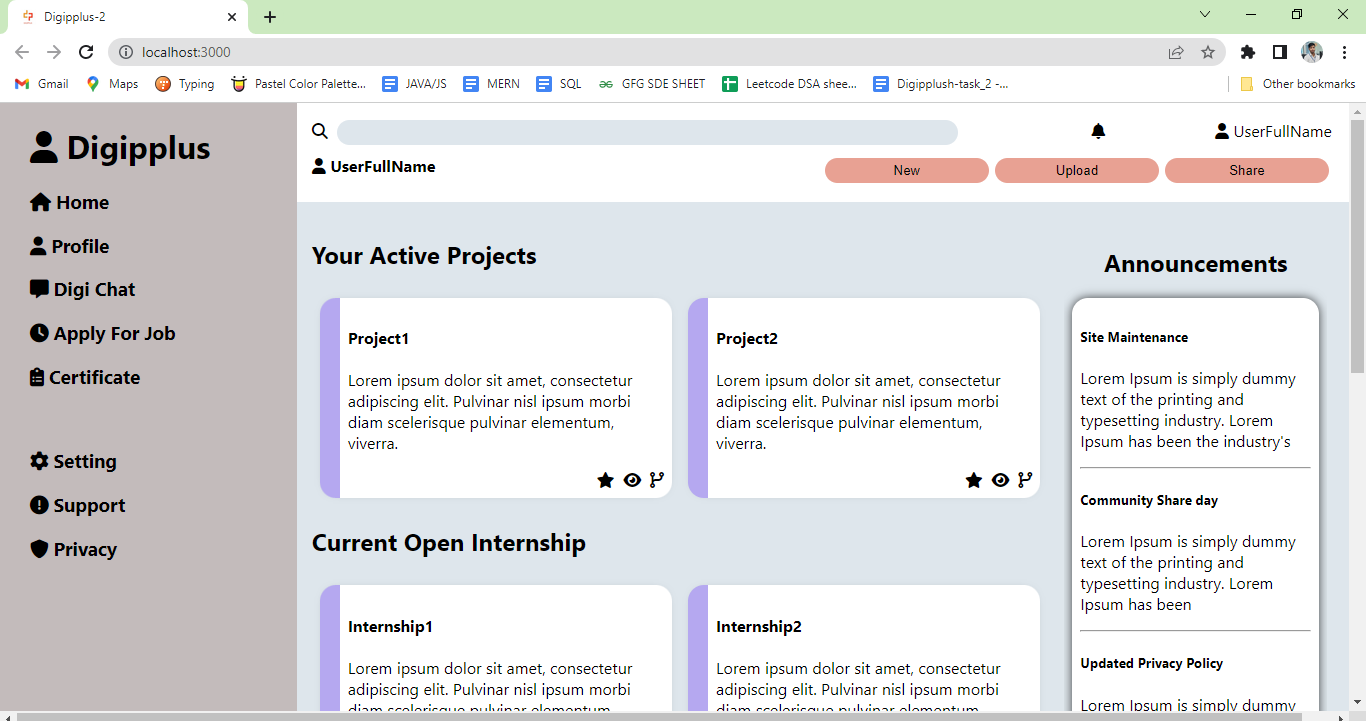 Digipplus-2
localhost:3000
Gmail Maps Typing Pastel Color Palette... JAVA/JS MERN SQL GFG SDE SHEET Leetcode DSA shee... Digipplush-task_2 -... Other bookmarks
Digipplus
Home
Profile
Digi Chat
Apply For Job
Certificate
Setting
Support
Privacy
UserFullName
UserFullName
New Upload Share
Your Active Projects
Project1
Lorem ipsum dolor sit amet, consectetur
adipiscing elit. Pulvinar nisl ipsum morbi
diam scelerisque pulvinar elementum,
viverra.
Project2
Lorem ipsum dolor sit amet, consectetur
adipiscing elit. Pulvinar nisl ipsum morbi
diam scelerisque pulvinar elementum,
viverra.
Current Open Internship
Internship1
Lorem ipsum dolor sit amet, consectetur
adipiscing elit. Pulvinar nisl ipsum morbi
diam scelerisque pulvinar elementum,
Internship2
Lorem ipsum dolor sit amet, consectetur
adipiscing elit. Pulvinar nisl ipsum morbi
diam scelerisque pulvinar elementum,
Announcements
Site Maintenance
Lorem Ipsum is simply dummy
text of the printing and
typesetting industry. Lorem
Ipsum has been the industry's
Community Share day
Lorem Ipsum is simply dummy
text of the printing and
typesetting industry. Lorem
Ipsum has been
Updated Privacy Policy
Lorem Ipsum is simply dummy